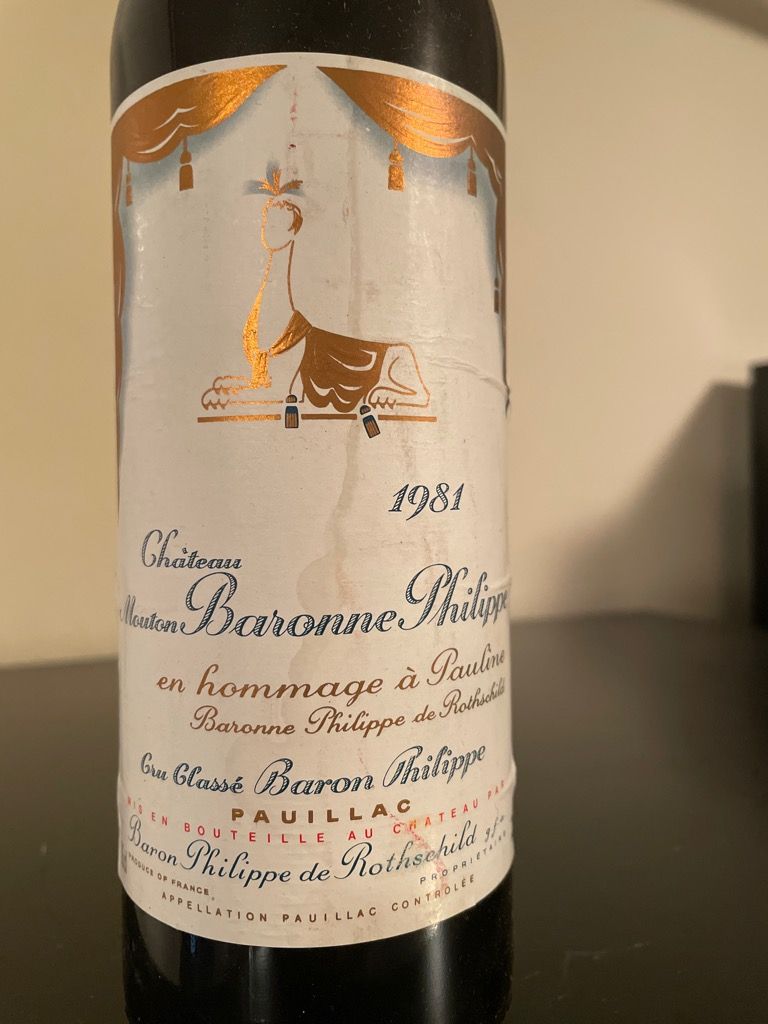 1981
Château
Mouton Baronne Philippe
en hommage à Pauline
Baronne Philippe de Rothschild
Cru Classé Baron Philippe
PAUILLAC
MIS EN BOUTEILLE AU CHATEAU PAR
Baron Philippe de Rothschild g.f.a.
PRODUCE OF FRANCE
PROPRIETAIRE
APPELLATION PAUILLAC CONTROLÉE